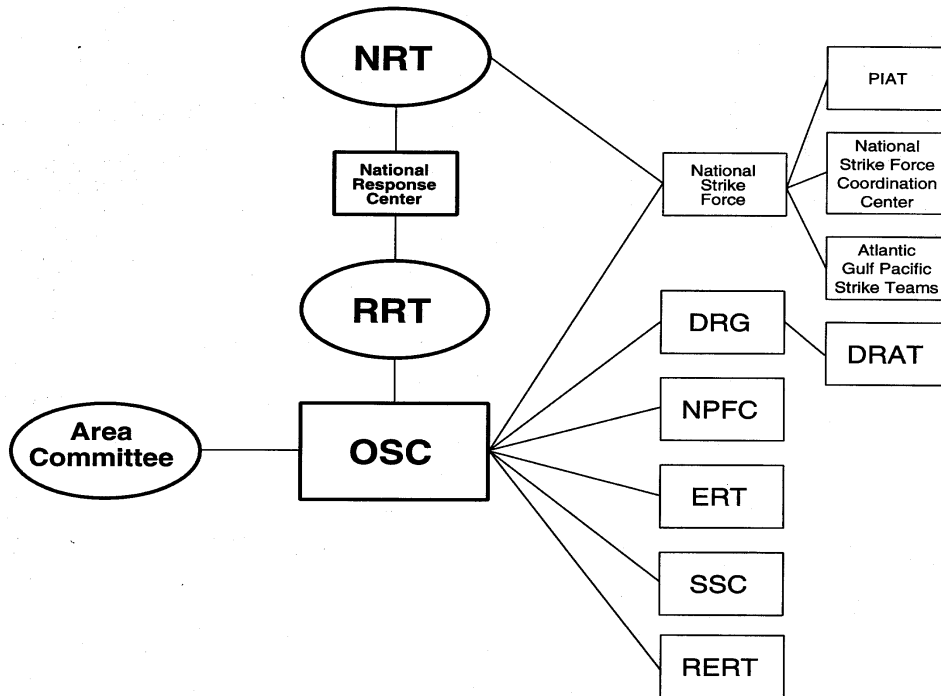 NRT
National
Response
Center
RRT
Area
Committee
OSC
National
Strike
Force
PIAT
National
Strike Force
Coordination
Center
Atlantic
Gulf Pacific
Strike Teams
DRG
DRAT
NPFC
ERT
SSC
RERT